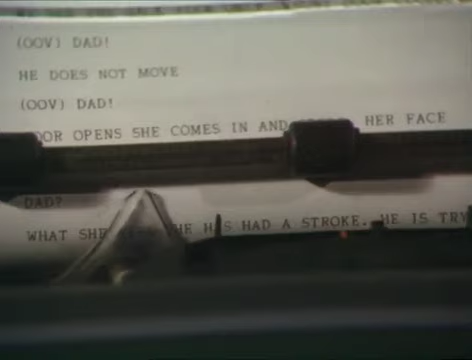 (OOV) DAD!
HE DOES NOT MOVE
(OOV) DAD!
OOR OPENS SHE COMES IN AND HER FACE
DAD?
WHAT SHE HE HAS HAD A STROKE. HE IS TRY